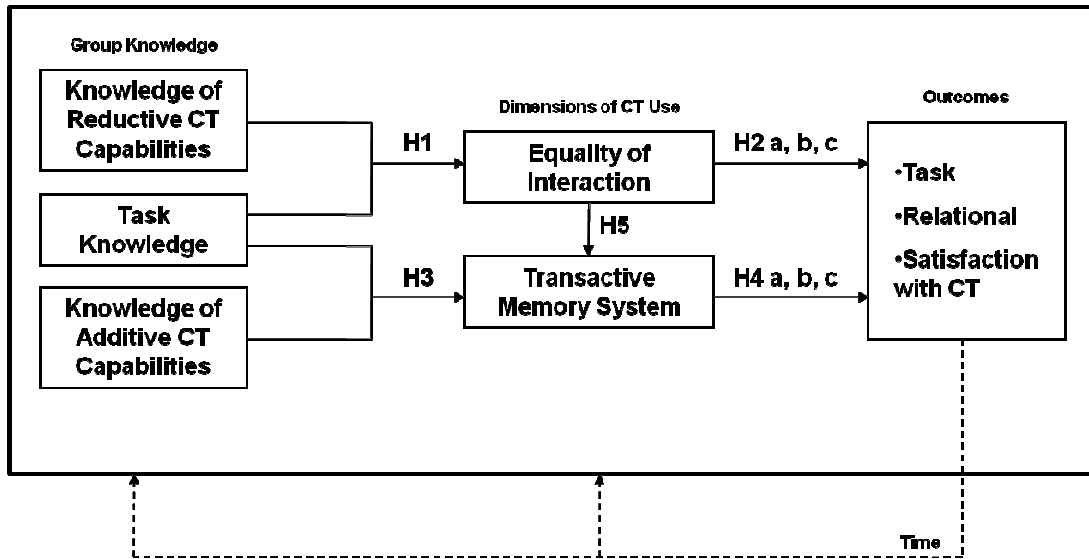 Group Knowledge
Knowledge of
Reductive CT
Capabilities
Task
Knowledge
Knowledge of
Additive CT
Capabilities
H1
H3
Dimensions of CT Use
Equality of
Interaction
H5
Transactive
Memory System
H2 a, b, c
H4 a, b, c
Outcomes
•Task
•Relational
•Satisfaction
with CT
Time